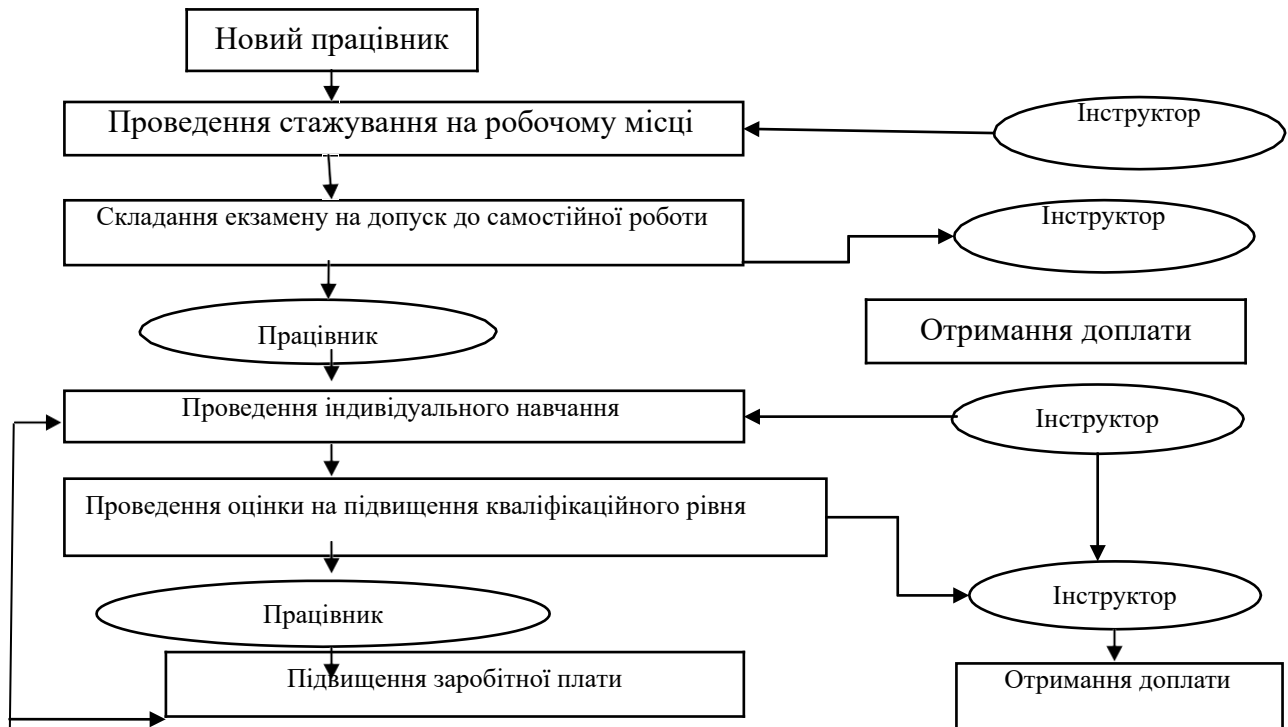 Новий працівник
Проведення стажування на робочому місці
Інструктор
Складання екзамену на допуск до самостійної роботи
Інструктор
Працівник
Отримання доплати
Проведення індивідуального навчання
Інструктор
Проведення оцінки на підвищення кваліфікаційного рівня
Працівник
Інструктор
Підвищення заробітної плати
Отримання доплати